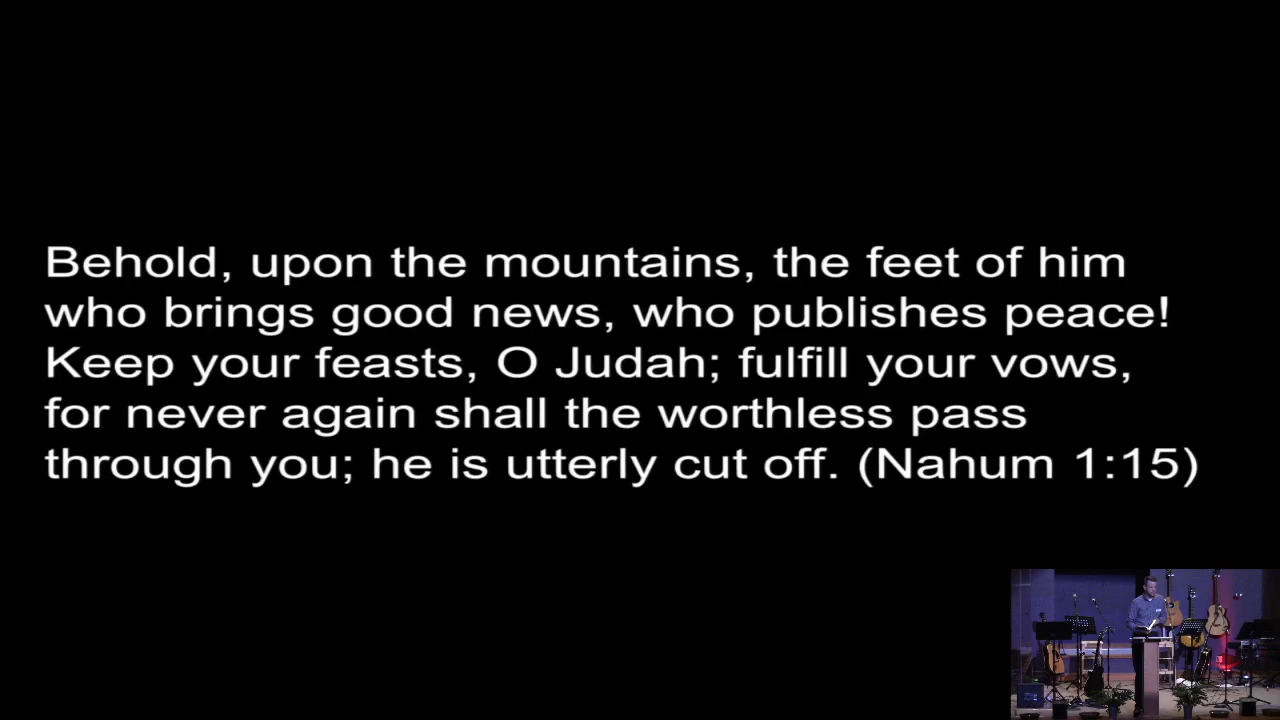 Behold, upon the mountains, the feet of him
who brings good news, who publishes peace!
Keep your feasts, O Judah; fulfill your vows,
for never again shall the worthless pass
through you; he is utterly cut off. (Nahum 1:15)